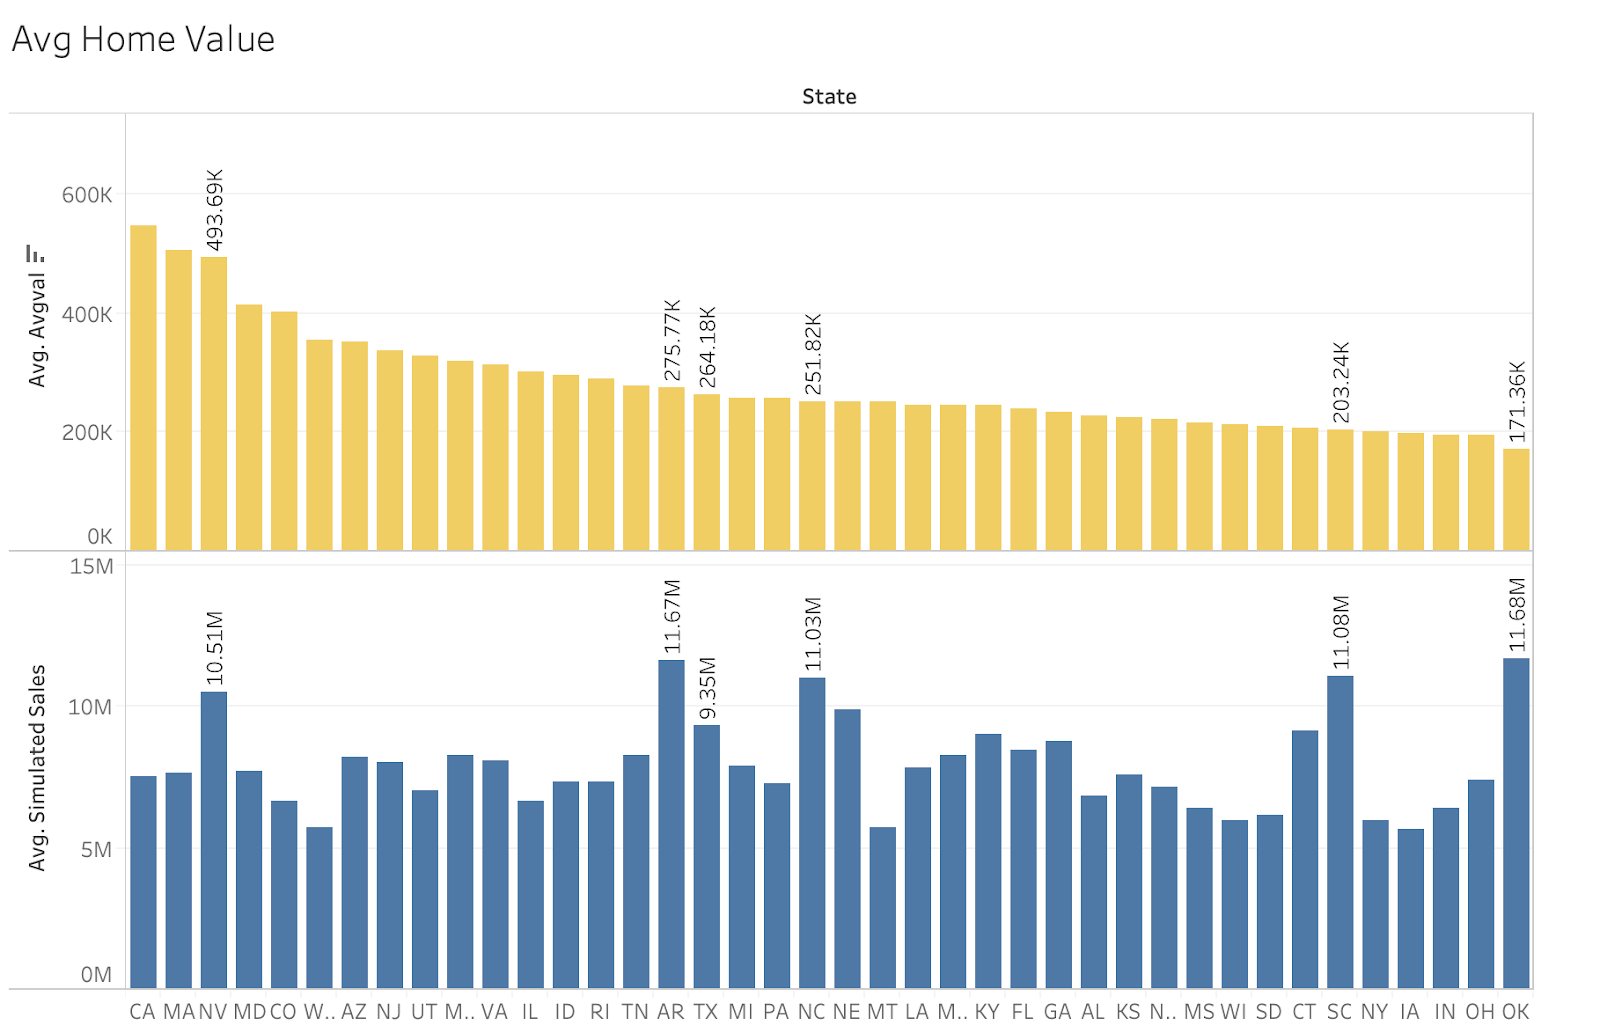 Avg Home Value
State
Avg. Avgval
600K
400K
200K
0K
493.69K
275.77K
264.18K
251.82K
203.24K
171.36K
Avg. Simulated Sales
15M
10M
5M
0M
10.51M
11.67M
9.35M
11.03M
11.08M
11.68M
CA MA NV MD CO W.. AZ NJ UT M.. VA IL ID RI TN AR TX MI PA NC NE MT LA M.. KY FL GA AL KS N.. MS WI SD CT SC NY IA IN OH OK